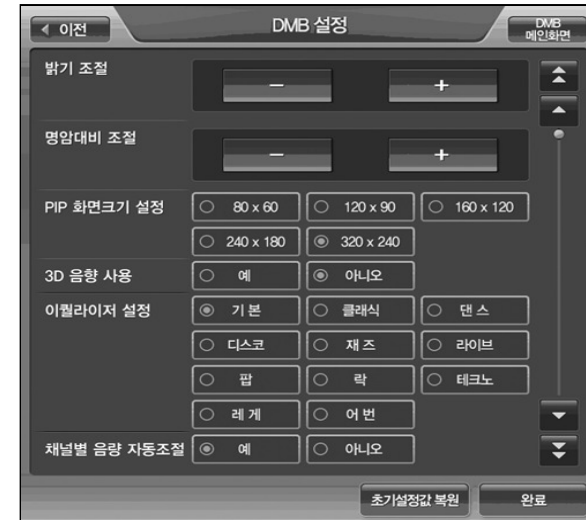 이전
DMB 설정
DMB
메인화면
밝기 조절
− +
명암대비 조절
− +
PIP 화면크기 설정
80 x 60 120 x 90 160 x 120
240 x 180 320 x 240
3D 음향 사용
예 아니오
이퀄라이저 설정
기 본 클래식 댄 스
디스코 재 즈 라이브
팝 락 테크노
레 게 어 번
채널별 음량 자동조절
예 아니오
초기설정값 복원 완료